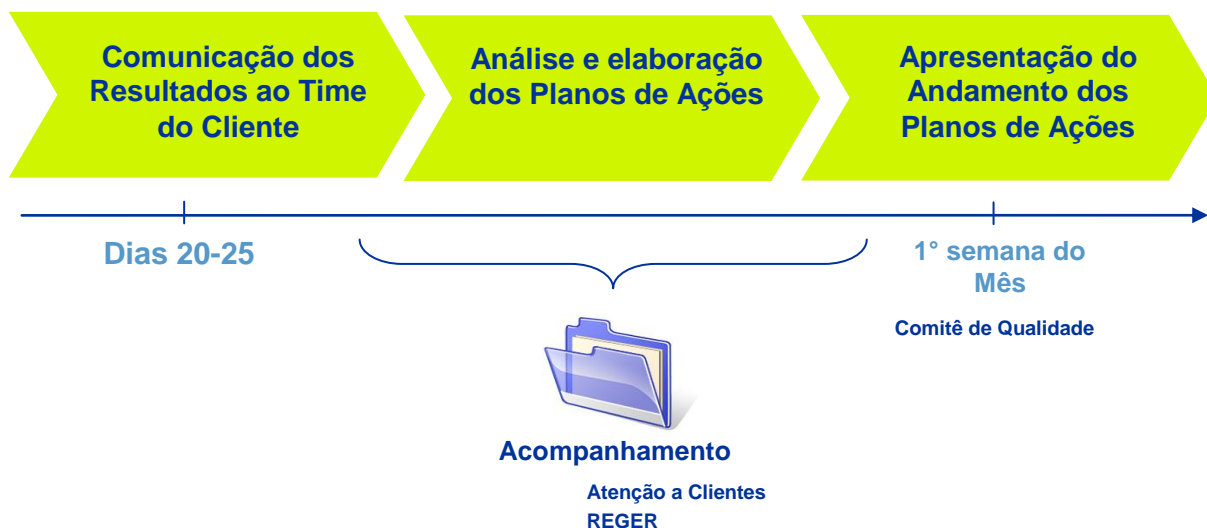 Comunicação dos
Resultados ao Time
do Cliente
Análise e elaboração
dos Planos de Ações
Apresentação do
Andamento dos
Planos de Ações
Dias 20-25
1° semana do
Mês
Comitê de Qualidade
Acompanhamento
Atenção a Clientes
REGER